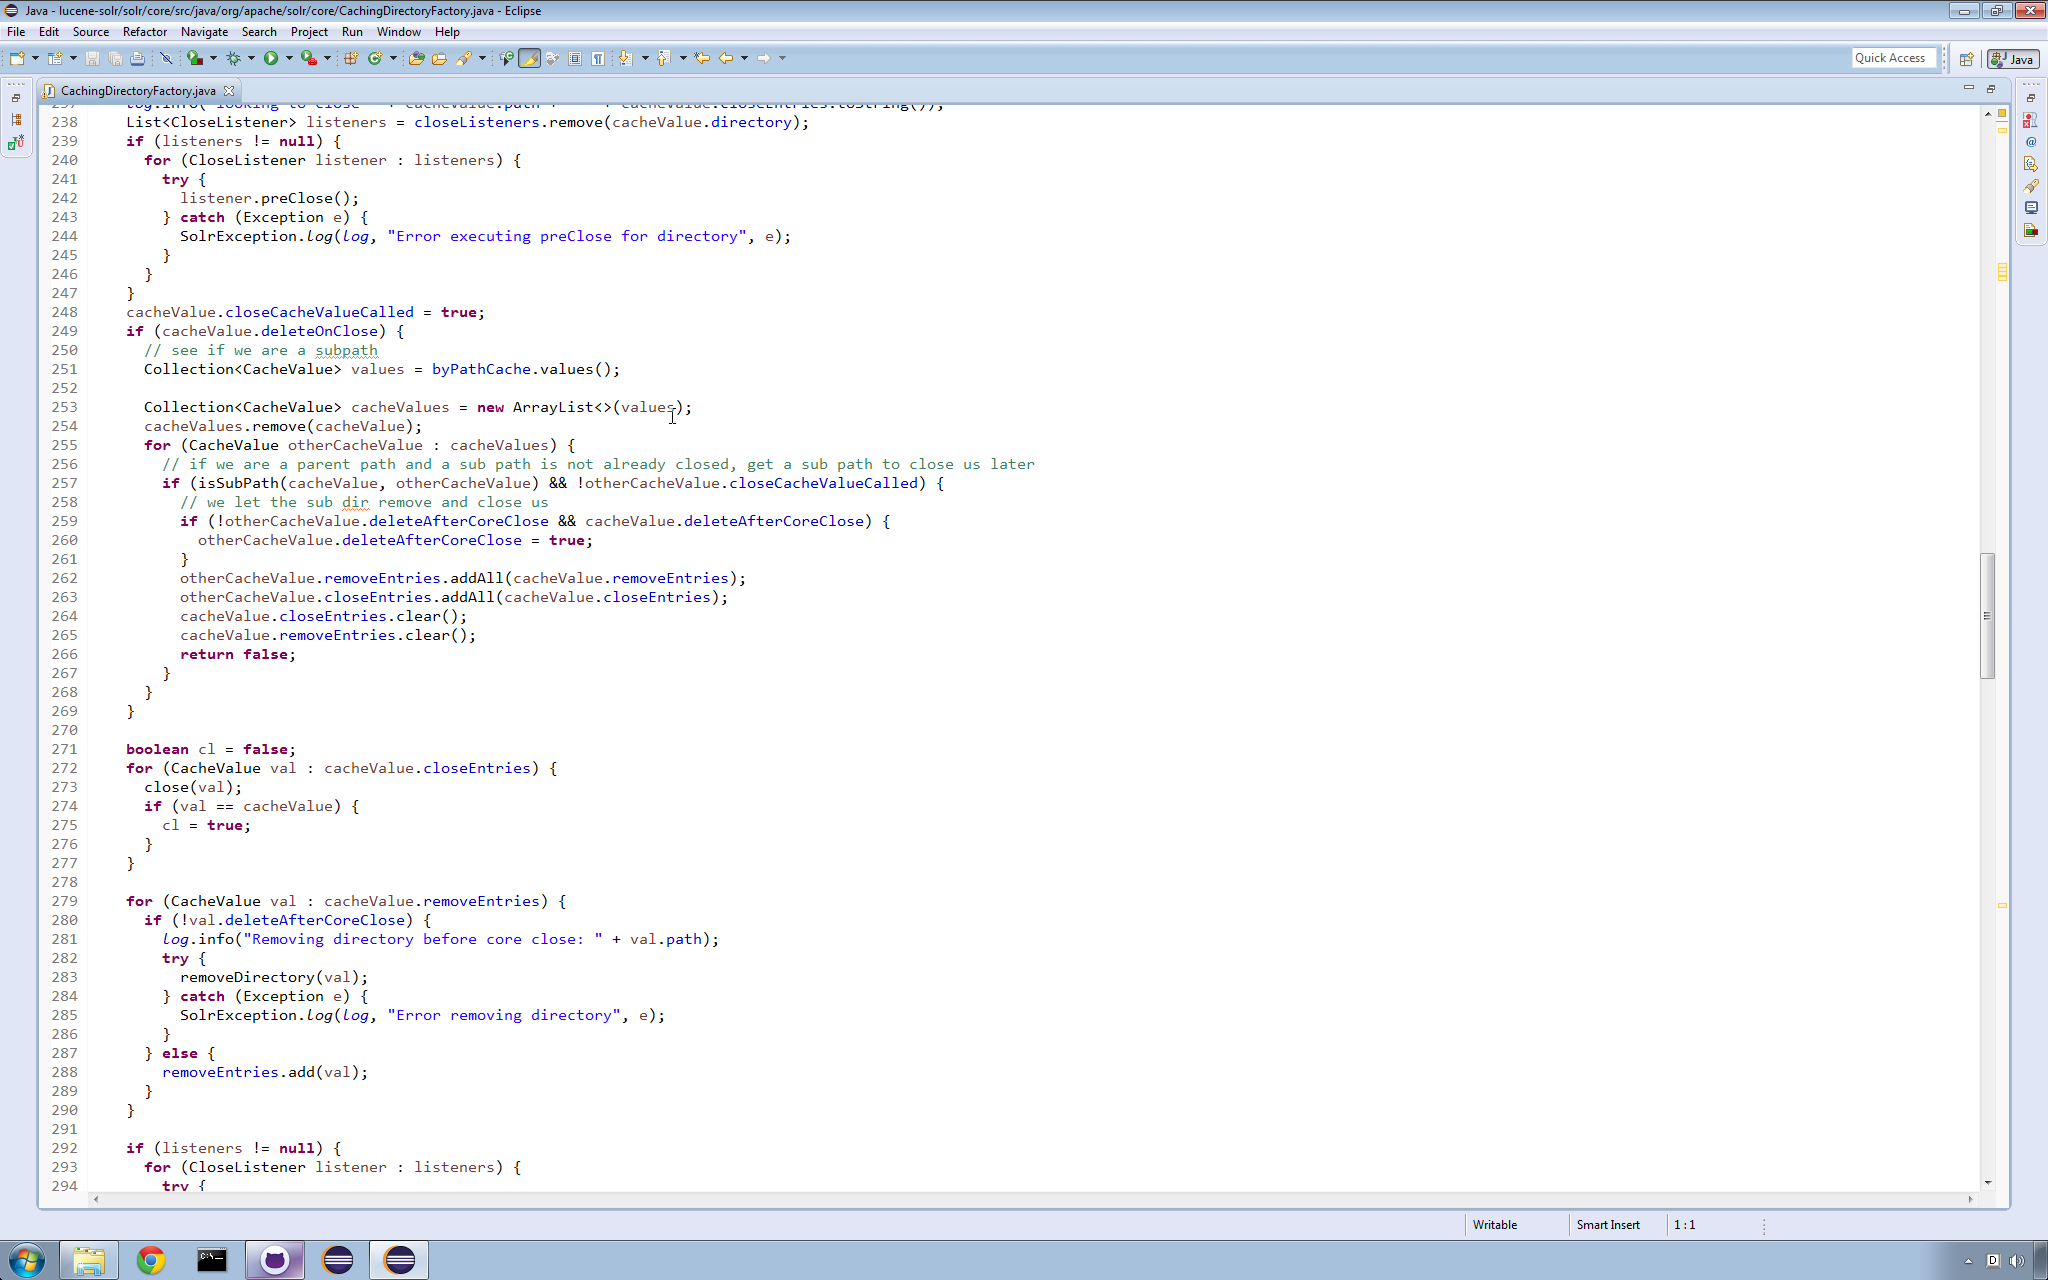 Java - lucene-solr/solr/core/src/java/org/apache/solr/core/CachingDirectoryFactory.java - Eclipse
File Edit Source Refactor Navigate Search Project Run Window Help
Quick Access
Java
CachingDirectoryFactory.java
238 List<CloseListener> listeners = closeListeners.remove(cacheValue.directory);
239 if (listeners != null) {
240 for (CloseListener listener : listeners) {
241 try {
242 listener.preClose();
243 } catch (Exception e) {
244 SolrException.log(log, "Error executing preClose for directory", e);
245 }
246 }
247 }
248 cacheValue.closeCacheValueCalled = true;
249 if (cacheValue.deleteOnClose) {
250 // see if we are a subpath
251 Collection<CacheValue> values = byPathCache.values();
252
253 Collection<CacheValue> cacheValues = new ArrayList<>(values);
254 cacheValues.remove(cacheValue);
255 for (CacheValue otherCacheValue : cacheValues) {
256 // if we are a parent path and a sub path is not already closed, get a sub path to close us later
257 if (isSubPath(cacheValue, otherCacheValue) && !otherCacheValue.closeCacheValueCalled) {
258 // we let the sub dir remove and close us
259 if (!otherCacheValue.deleteAfterCoreClose && cacheValue.deleteAfterCoreClose) {
260 otherCacheValue.deleteAfterCoreClose = true;
261 }
262 otherCacheValue.removeEntries.addAll(cacheValue.removeEntries);
263 otherCacheValue.closeEntries.addAll(cacheValue.closeEntries);
264 cacheValue.closeEntries.clear();
265 cacheValue.removeEntries.clear();
266 return false;
267 }
268 }
269 }
270
271 boolean cl = false;
272 for (CacheValue val : cacheValue.closeEntries) {
273 close(val);
274 if (val == cacheValue) {
275 cl = true;
276 }
277 }
278
279 for (CacheValue val : cacheValue.removeEntries) {
280 if (!val.deleteAfterCoreClose) {
281 log.info("Removing directory before core close: " + val.path);
282 try {
283 removeDirectory(val);
284 } catch (Exception e) {
285 SolrException.log(log, "Error removing directory", e);
286 }
287 } else {
288 removeEntries.add(val);
289 }
290 }
291
292 if (listeners != null) {
293 for (CloseListener listener : listeners) {
294 try {
Writable Smart Insert 1 : 1